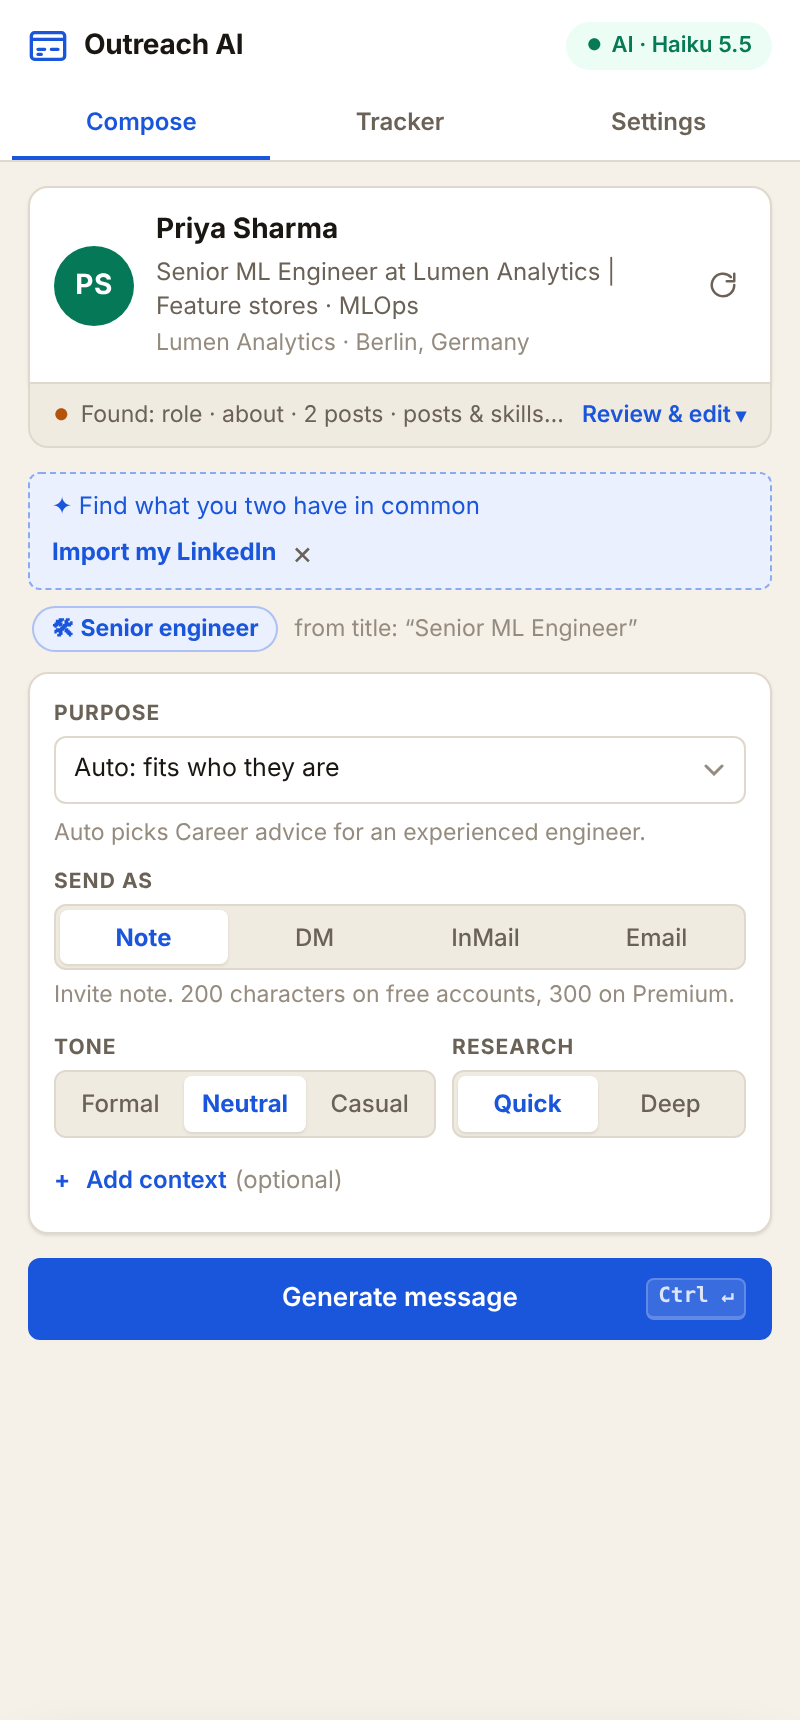 Outreach AI
AI · Haiku 5.5
Compose
Tracker
Settings
PS
Priya Sharma
Senior ML Engineer at Lumen Analytics |
Feature stores · MLOps
Lumen Analytics · Berlin, Germany
Found: role · about · 2 posts · posts & skills...
Review & edit ▾
✦ Find what you two have in common
Import my LinkedIn ×
🛠 Senior engineer
from title: “Senior ML Engineer”
PURPOSE
Auto: fits who they are
Auto picks Career advice for an experienced engineer.
SEND AS
Note
DM
InMail
Email
Invite note. 200 characters on free accounts, 300 on Premium.
TONE
RESEARCH
Formal
Neutral
Casual
Quick
Deep
+ Add context (optional)
Generate message
Ctrl ↵